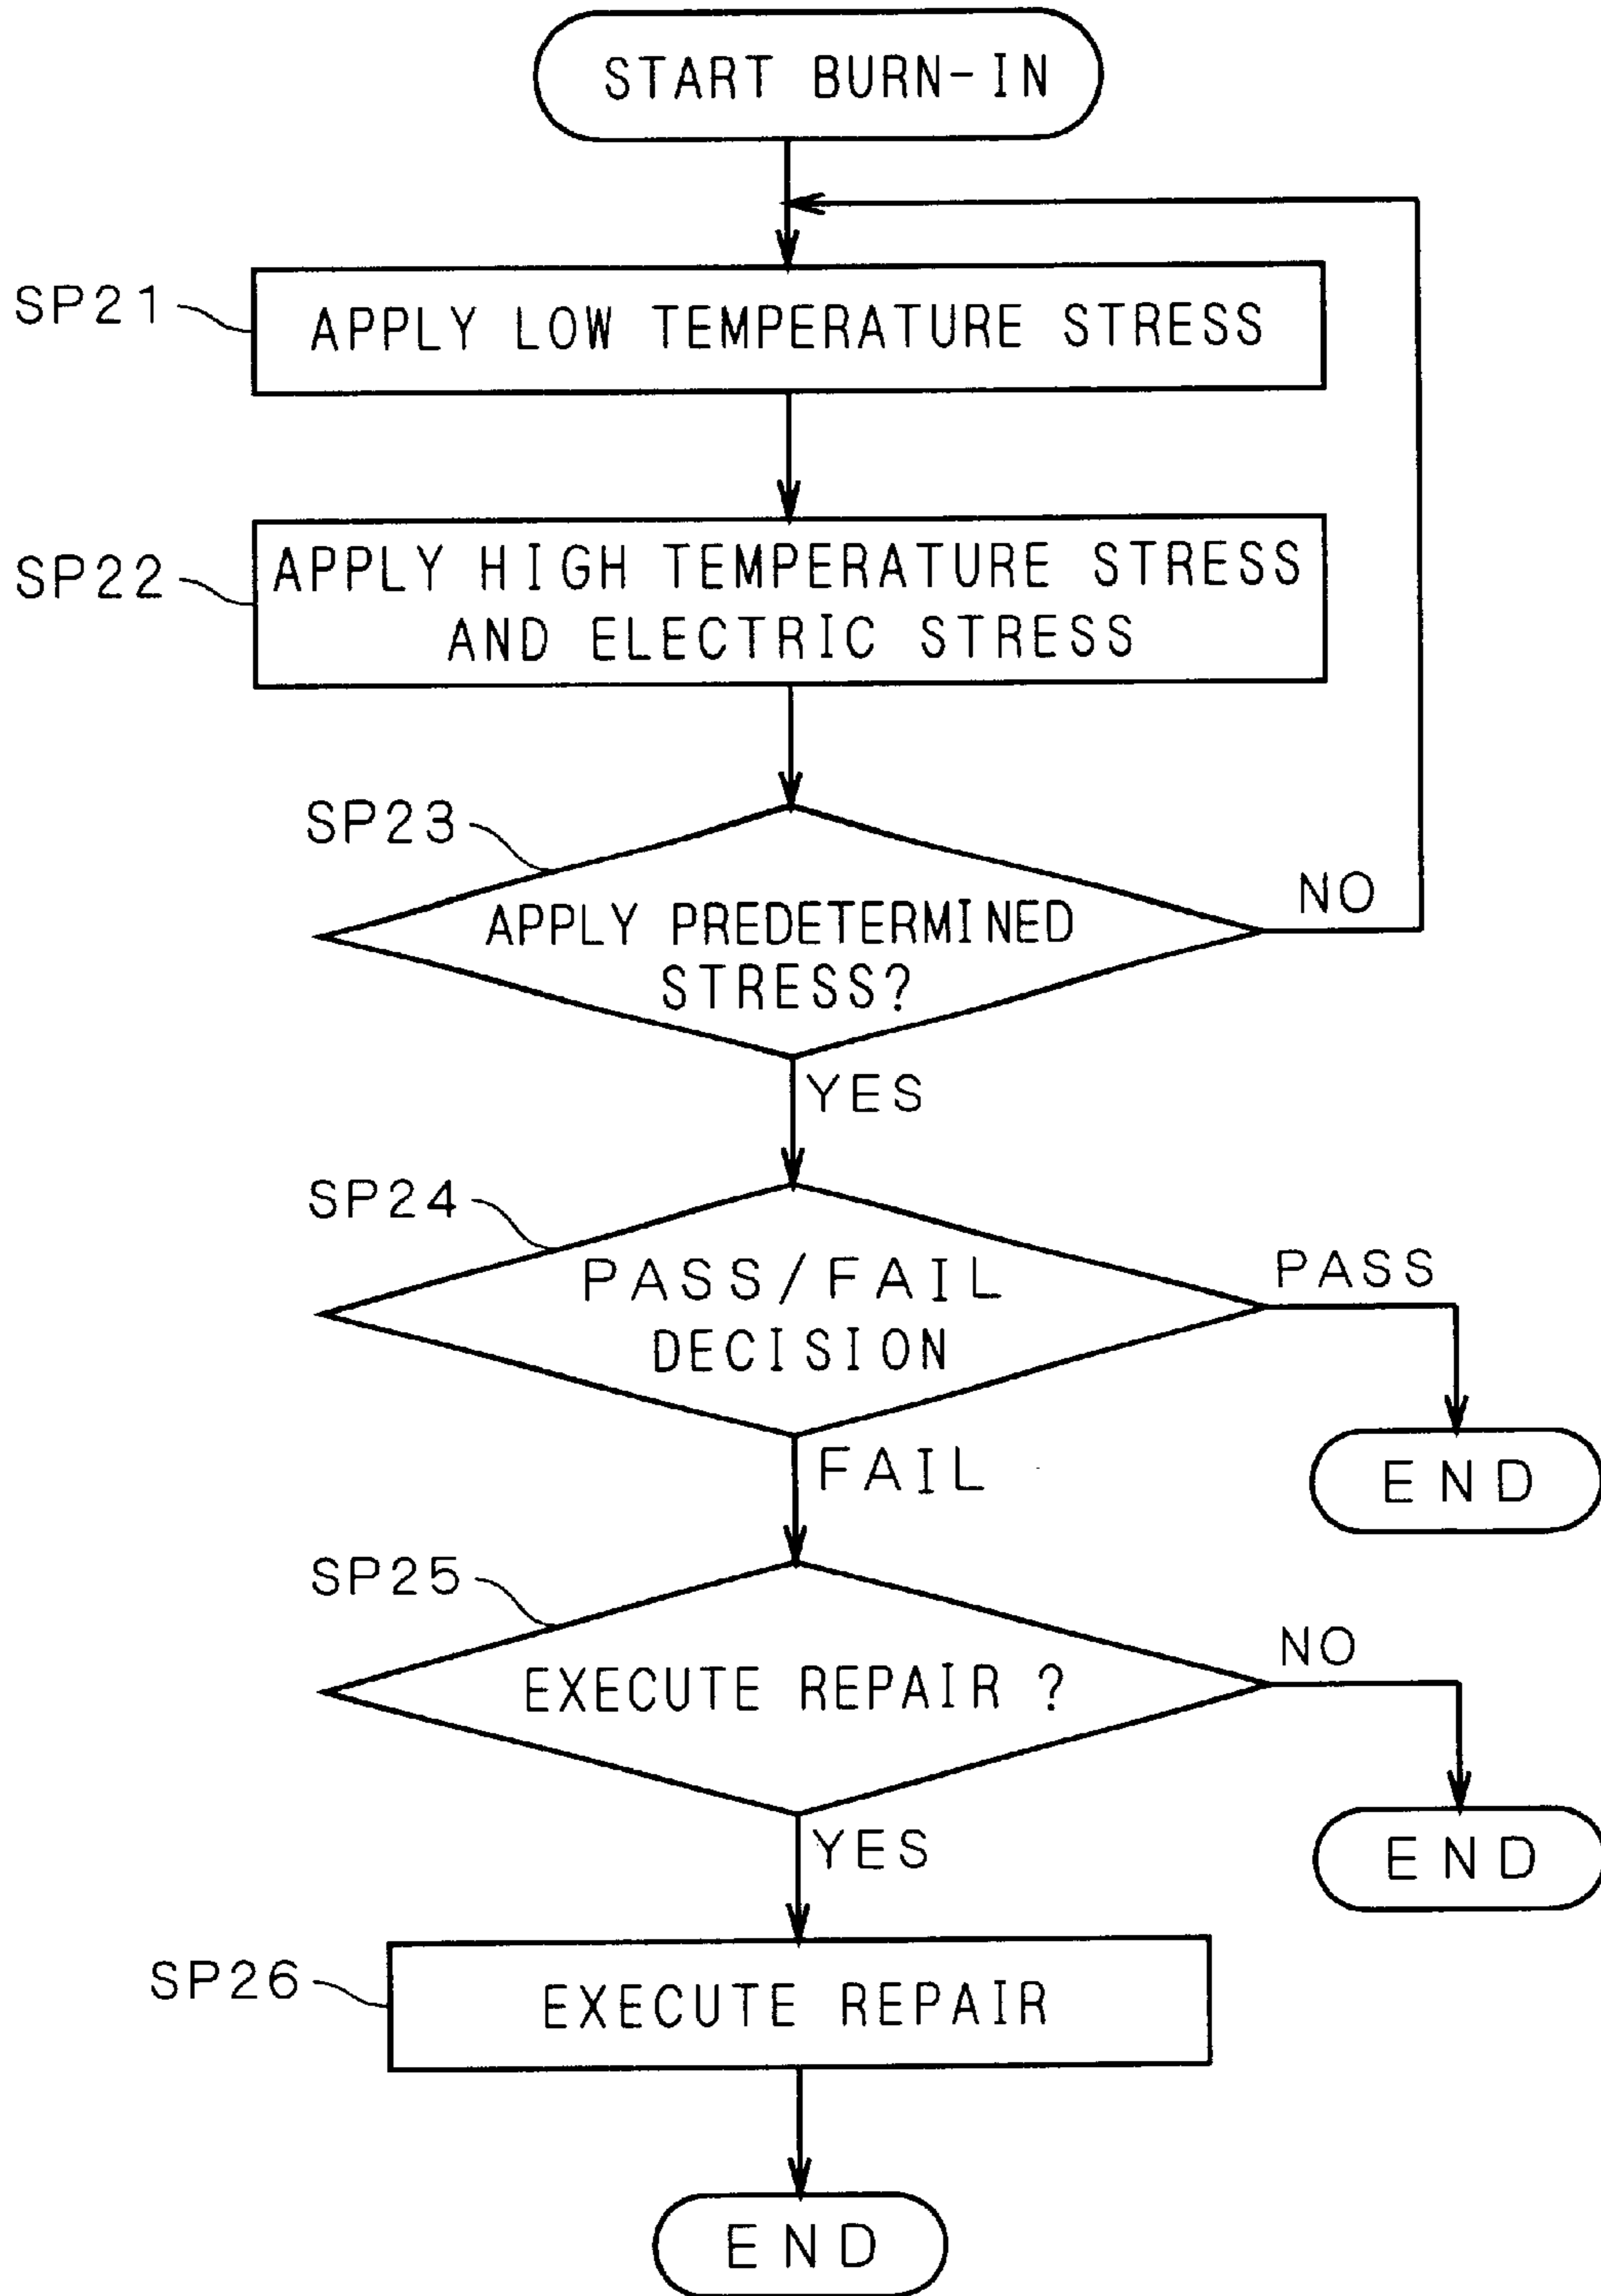 START BURN-IN
SP21
APPLY LOW TEMPERATURE STRESS
SP22
APPLY HIGH TEMPERATURE STRESS
AND ELECTRIC STRESS
SP23
APPLY PREDETERMINED
STRESS?
NO
YES
SP24
PASS/FAIL
DECISION
PASS
END
FAIL
SP25
EXECUTE REPAIR ?
NO
END
YES
SP26
EXECUTE REPAIR
END